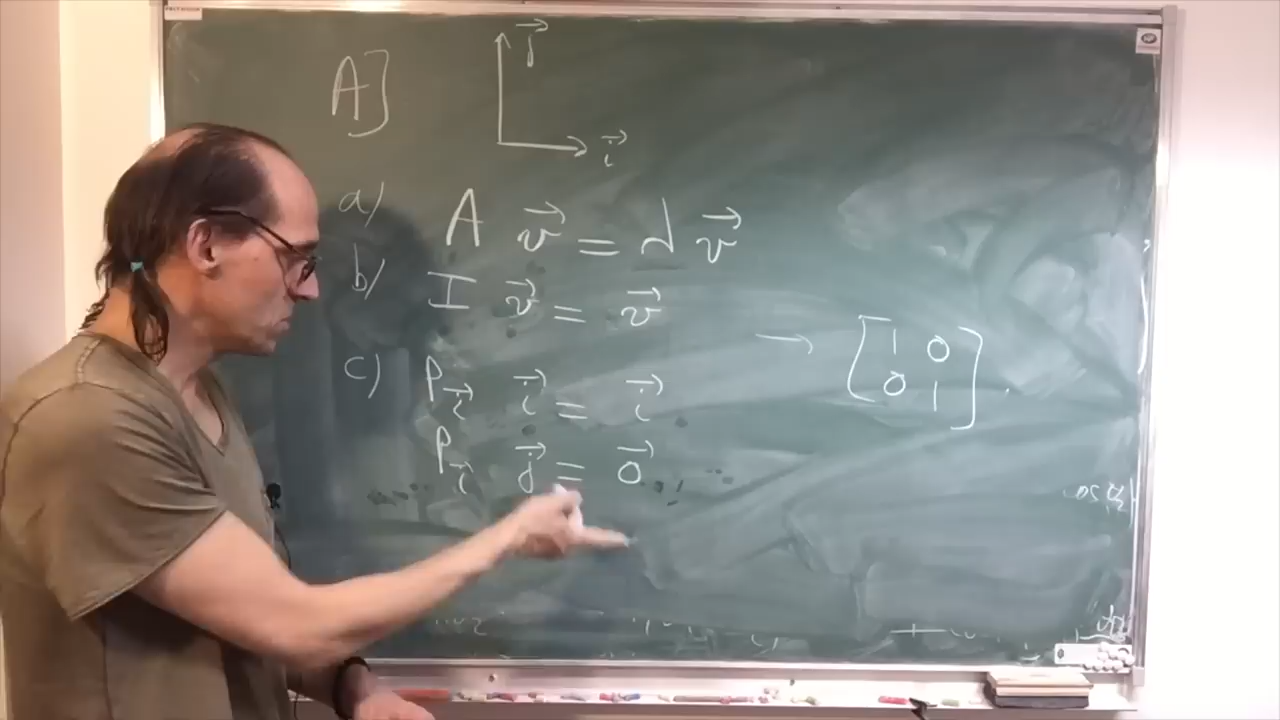 A]
j⃗
i⃗
a) A v⃗ = λ v⃗
b) I v⃗ = v⃗
→ [1 0
0 1]
c) P_i⃗ i⃗ = i⃗
P_i⃗ j⃗ = 0⃗